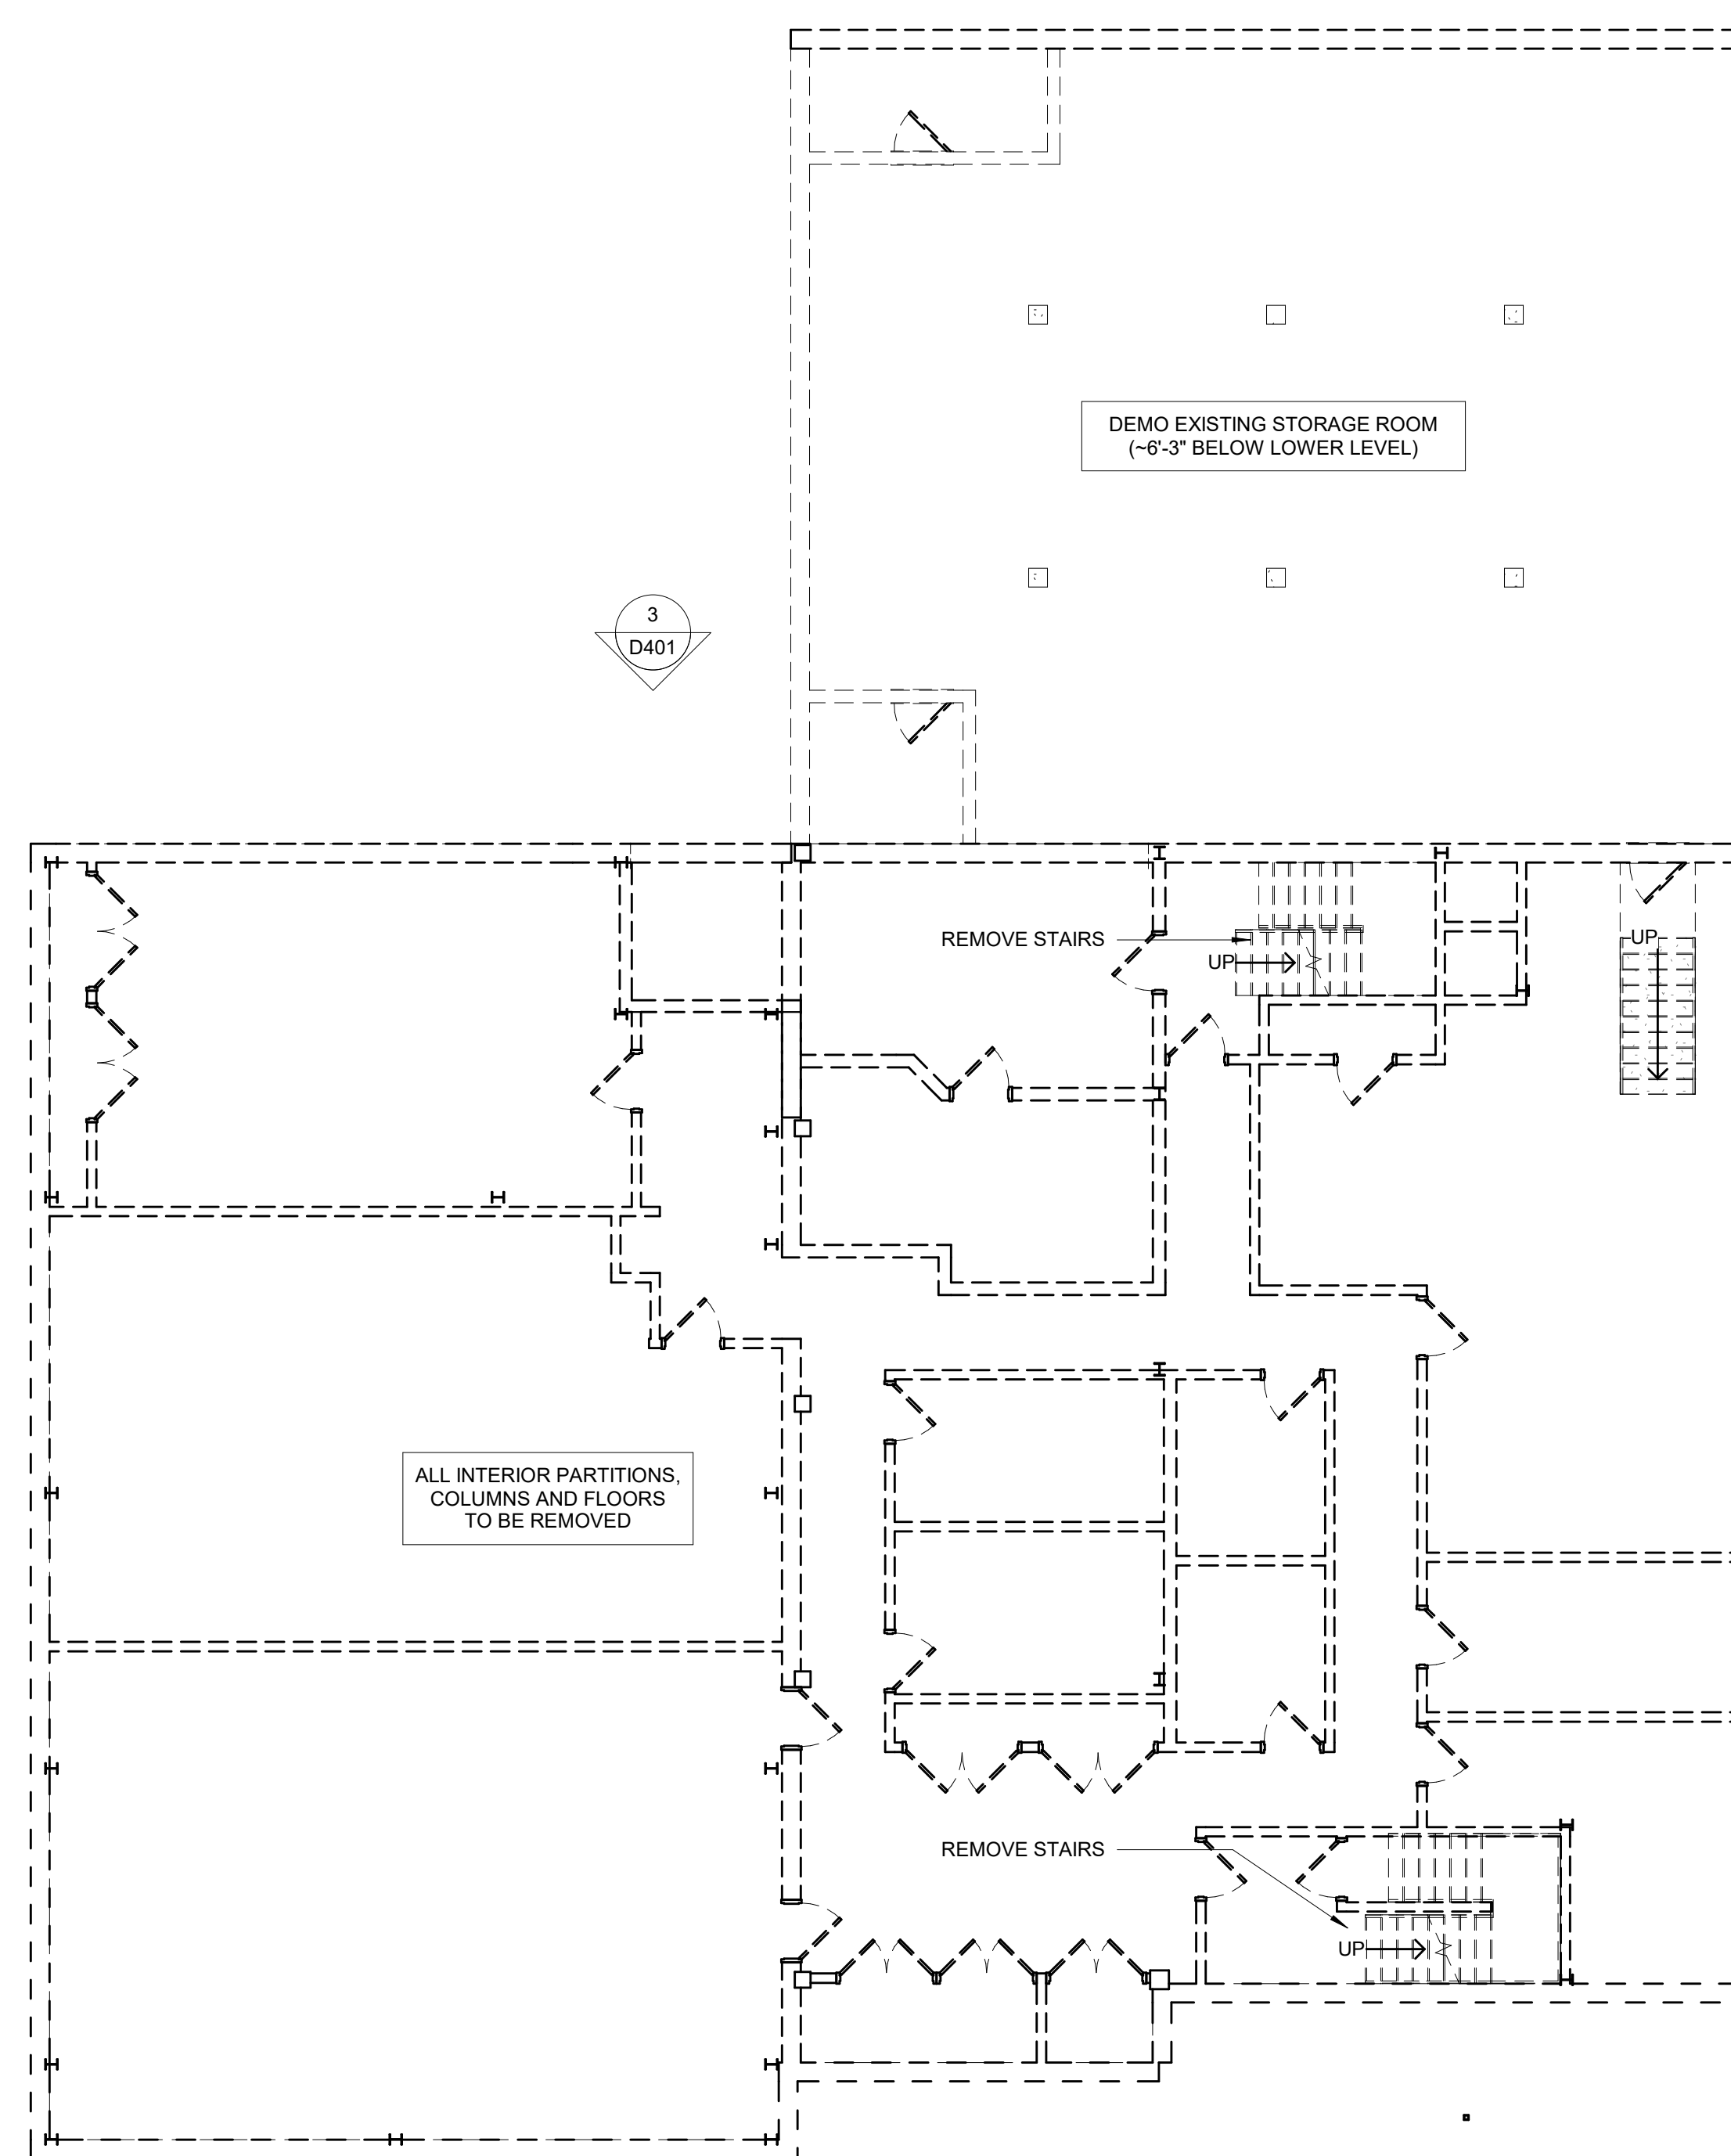 DEMO EXISTING STORAGE ROOM
(~6'-3" BELOW LOWER LEVEL)
3
D401
REMOVE STAIRS
UP
UP
ALL INTERIOR PARTITIONS,
COLUMNS AND FLOORS
TO BE REMOVED
REMOVE STAIRS
UP